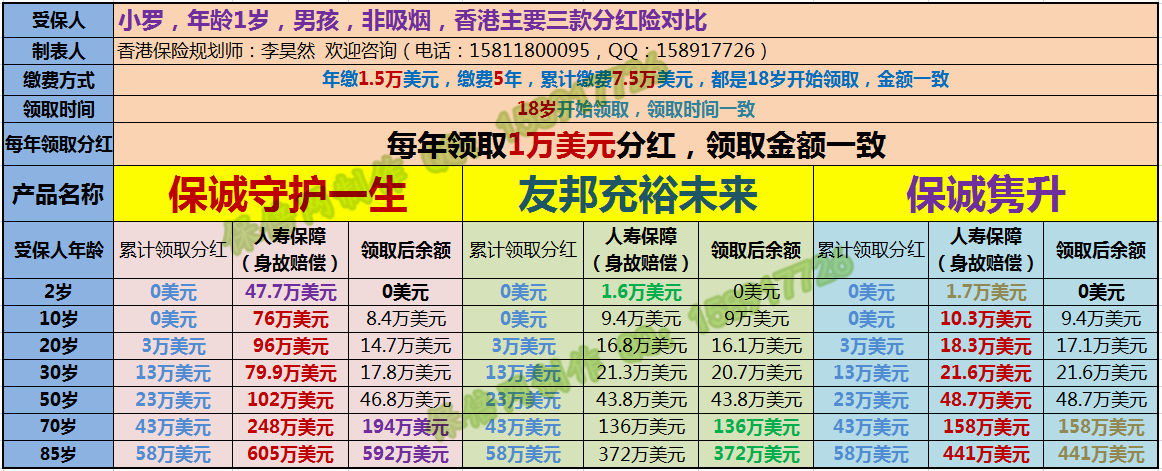 受保人 小罗，年龄1岁，男孩，非吸烟，香港主要三款分红险对比
制表人 香港保险规划师：李昊然 欢迎咨询（电话：15811800095，QQ：158917726）
缴费方式 年缴1.5万美元，缴费5年，累计缴费7.5万美元，都是18岁开始领取，金额一致
领取时间 18岁开始领取，领取时间一致
每年领取分红 每年领取1万美元分红，领取金额一致
产品名称 保诚守护一生 友邦充裕未来 保诚隽升
受保人年龄 累计领取分红 人寿保障（身故赔偿） 领取后余额 累计领取分红 人寿保障（身故赔偿） 领取后余额 累计领取分红 人寿保障（身故赔偿） 领取后余额
2岁 0美元 47.7万美元 0美元 0美元 1.6万美元 0美元 0美元 1.7万美元 0美元
10岁 0美元 76万美元 8.4万美元 0美元 9.4万美元 9万美元 0美元 10.3万美元 9.4万美元
20岁 3万美元 96万美元 14.7万美元 3万美元 16.8万美元 16.1万美元 3万美元 18.3万美元 17.1万美元
30岁 13万美元 79.9万美元 17.8万美元 13万美元 21.3万美元 20.7万美元 13万美元 21.6万美元 21.6万美元
50岁 23万美元 102万美元 46.8万美元 23万美元 43.8万美元 43.8万美元 23万美元 48.7万美元 48.7万美元
70岁 43万美元 248万美元 194万美元 43万美元 136万美元 136万美元 43万美元 158万美元 158万美元
85岁 58万美元 605万美元 592万美元 58万美元 372万美元 372万美元 58万美元 441万美元 441万美元
制作 QQ：158917726
制作 QQ：158917726